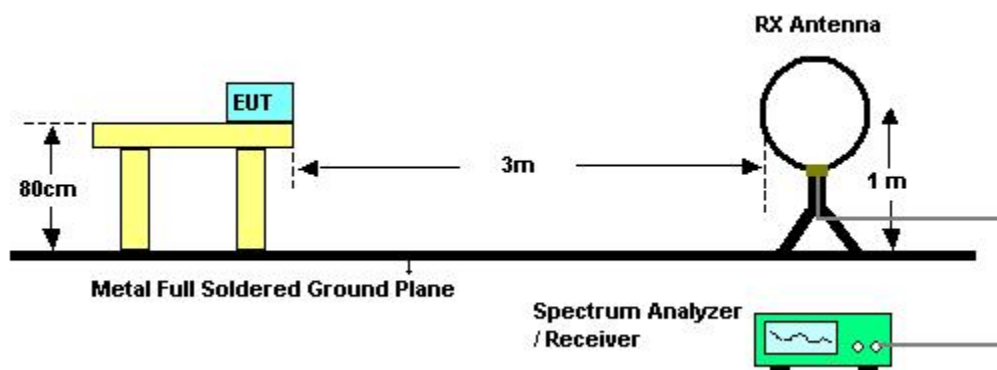 RX Antenna
EUT
3m
80cm
1 m
Metal Full Soldered Ground Plane
Spectrum Analyzer
/ Receiver